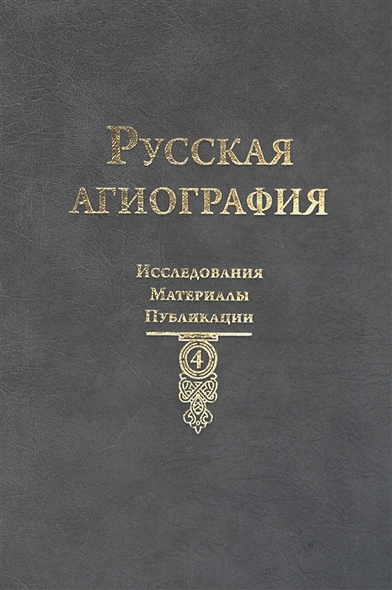 Русская
агиография
Исследования
Материалы
Публикации
4